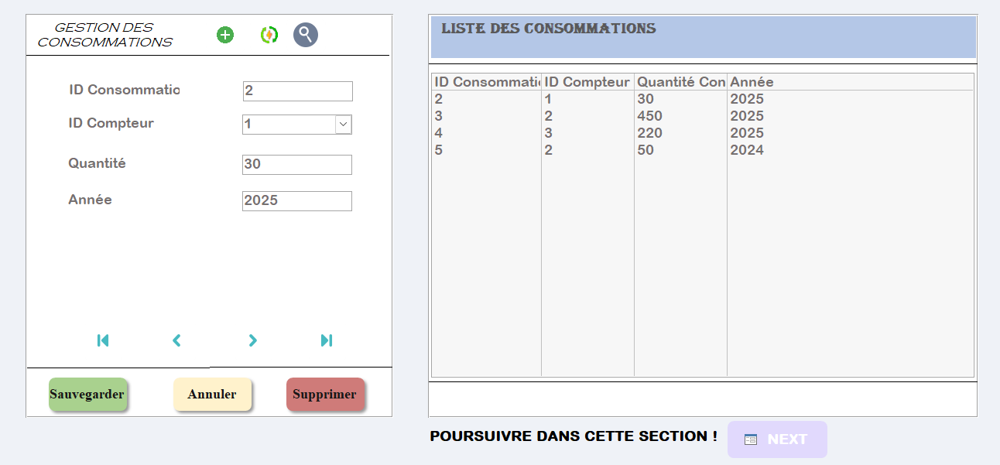 GESTION DES
CONSOMMATIONS
ID Consommatio 2
ID Compteur 1
Quantité 30
Année 2025
Sauvegarder Annuler Supprimer
LISTE DES CONSOMMATIONS
ID Consommati ID Compteur Quantité Con Année
2 1 30 2025
3 2 450 2025
4 3 220 2025
5 2 50 2024
POURSUIVRE DANS CETTE SECTION ! NEXT